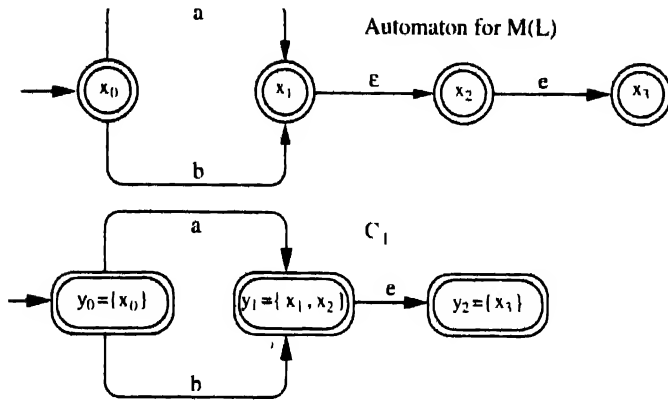 a
Automaton for M(L)
x0 x1 ε x2 e x3
b
a
C1
y0={x0} y1={x1, x2} e y2={x3}
b